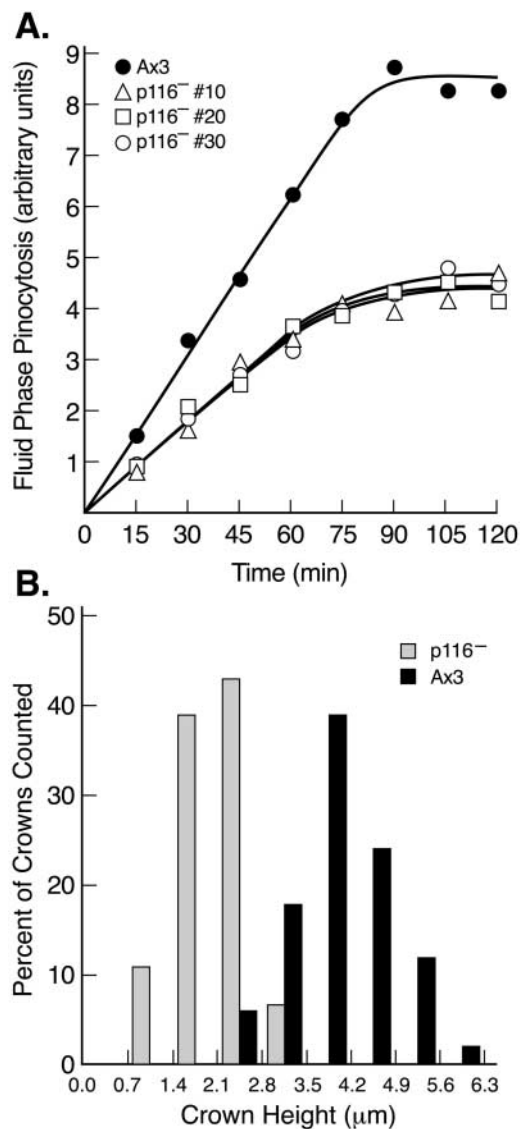 A.
Fluid Phase Pinocytosis (arbitrary units)
9
8
7
6
5
4
3
2
1
Ax3
p116⁻ #10
p116⁻ #20
p116⁻ #30
0 15 30 45 60 75 90 105 120
Time (min)
B.
Percent of Crowns Counted
50
40
30
20
10
0
p116⁻
Ax3
0.0 0.7 1.4 2.1 2.8 3.5 4.2 4.9 5.6 6.3
Crown Height (μm)